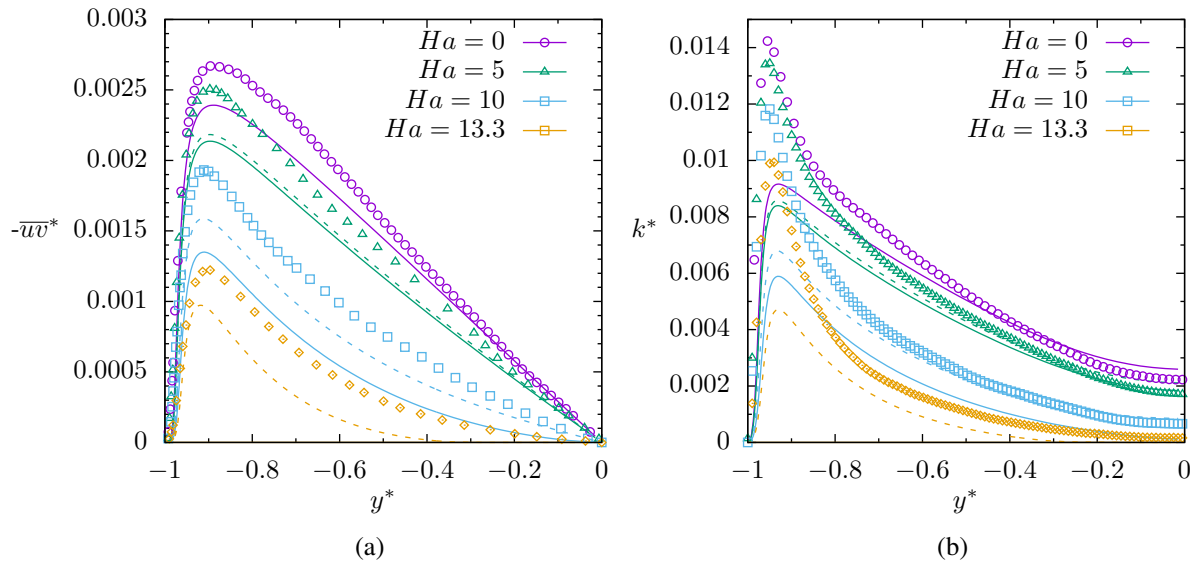 0.003
0.0025
0.002
0.0015
0.001
0.0005
0
-u̅v̅*
−1
−0.8
−0.6
−0.4
−0.2
0
y*
Ha = 0
Ha = 5
Ha = 10
Ha = 13.3
(a)
0.014
0.012
0.01
0.008
0.006
0.004
0.002
0
k*
−1
−0.8
−0.6
−0.4
−0.2
0
y*
Ha = 0
Ha = 5
Ha = 10
Ha = 13.3
(b)